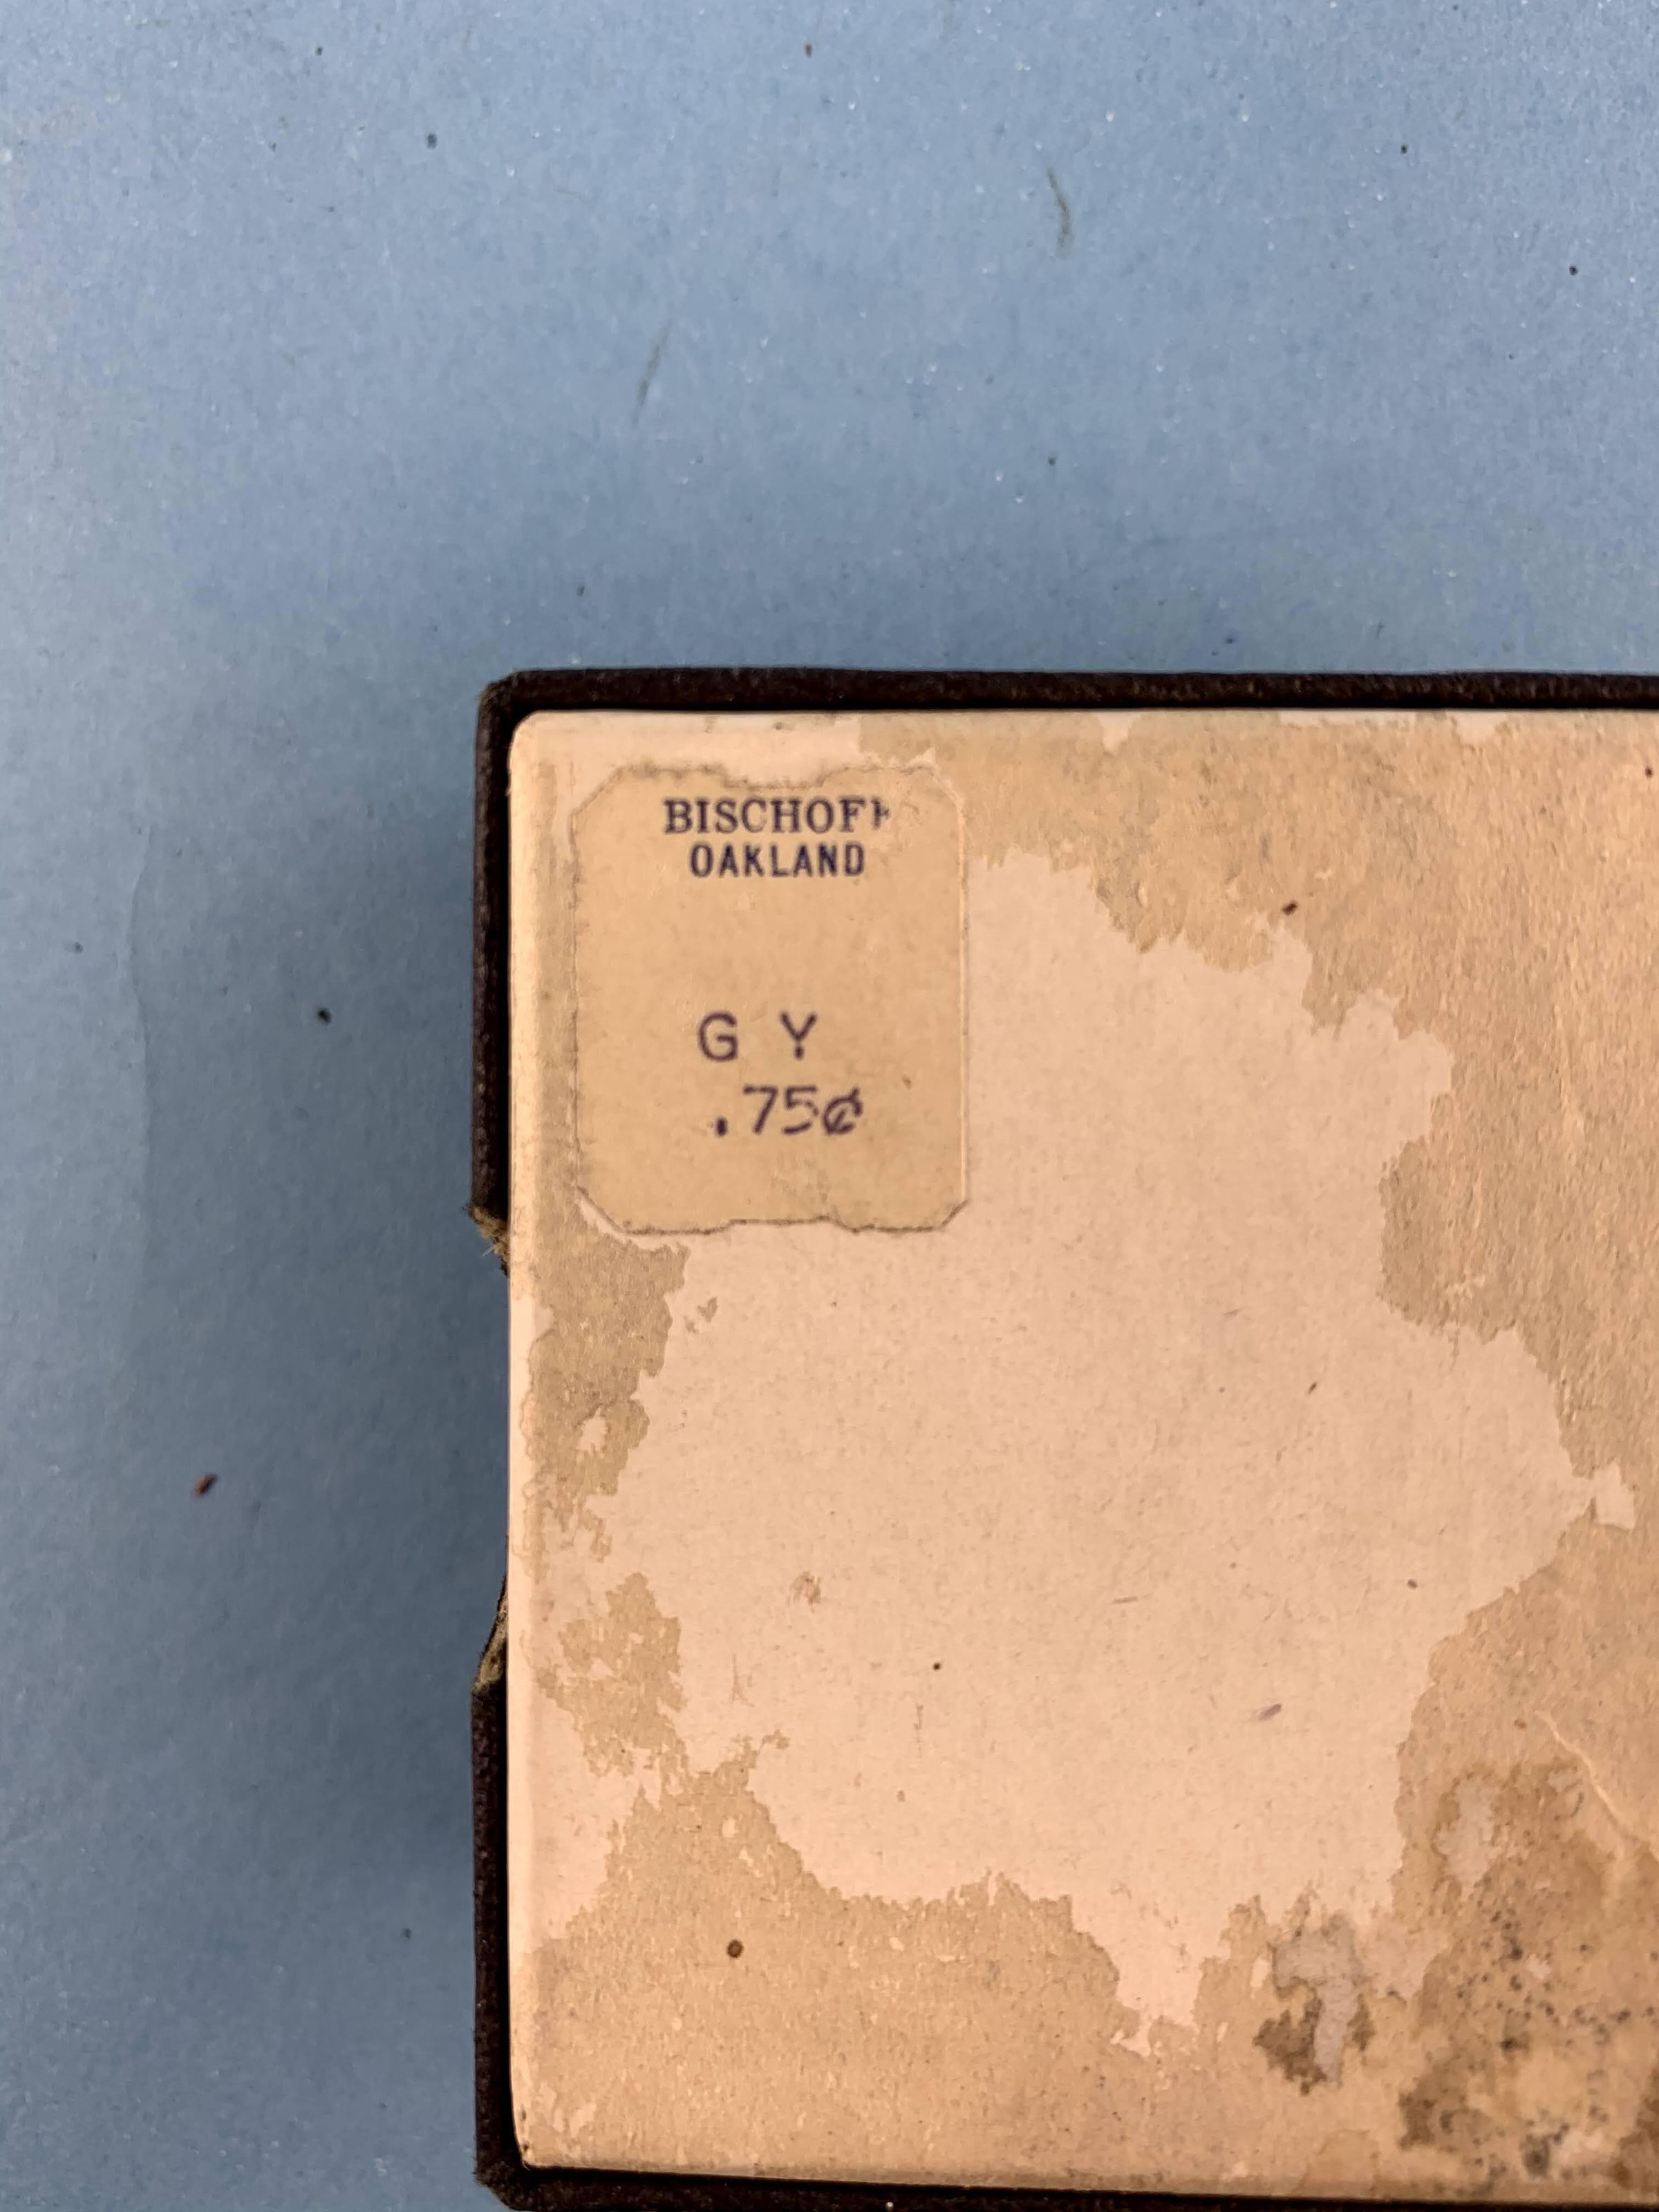 BISCHOFF
OAKLAND
G Y
.75¢